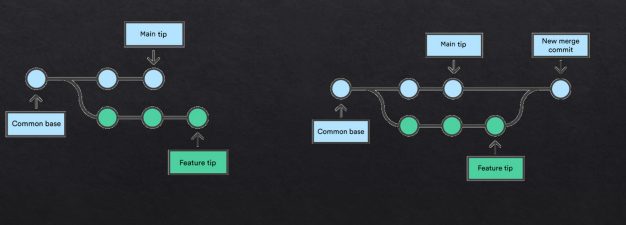 Main tip
Common base
Feature tip
Main tip
New merge
commit
Common base
Feature tip